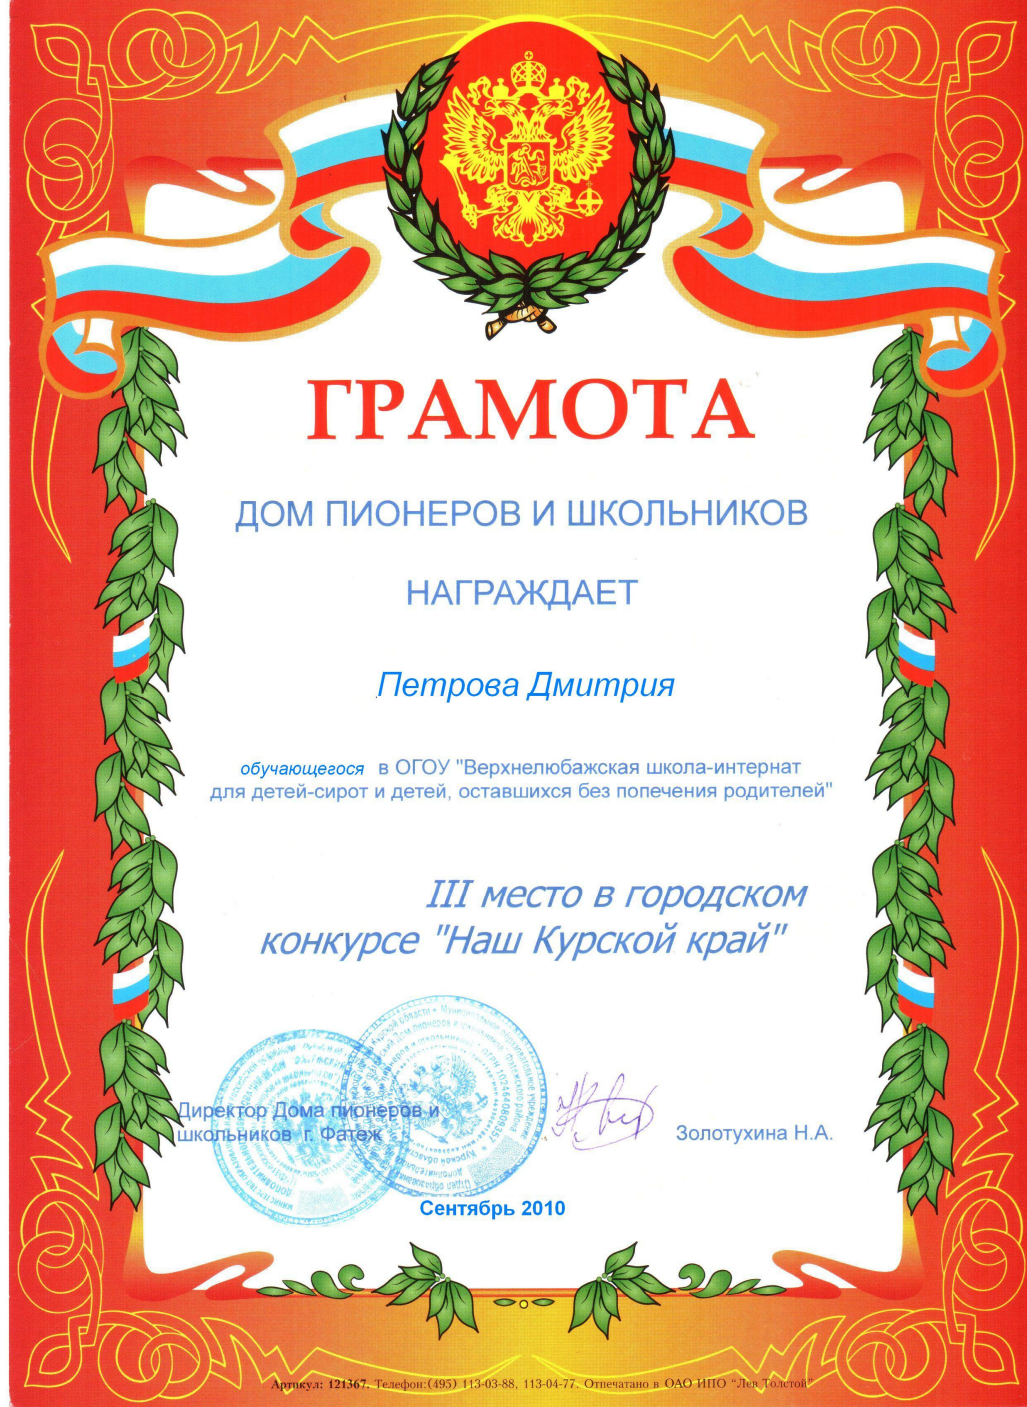 ГРАМОТА
ДОМ ПИОНЕРОВ И ШКОЛЬНИКОВ
НАГРАЖДАЕТ
Петрова Дмитрия
обучающегося в ОГОУ "Верхнелюбажская школа-интернат
для детей-сирот и детей, оставшихся без попечения родителей"
III место в городском
конкурсе "Наш Курской край"
Директор Дома пионеров и
школьников г. Фатеж
Золотухина Н.А.
Сентябрь 2010
Артикул: 121367. Телефон:(495) 113-03-88, 113-04-77. Отпечатано в ОАО ИПО "Лев Толстой"